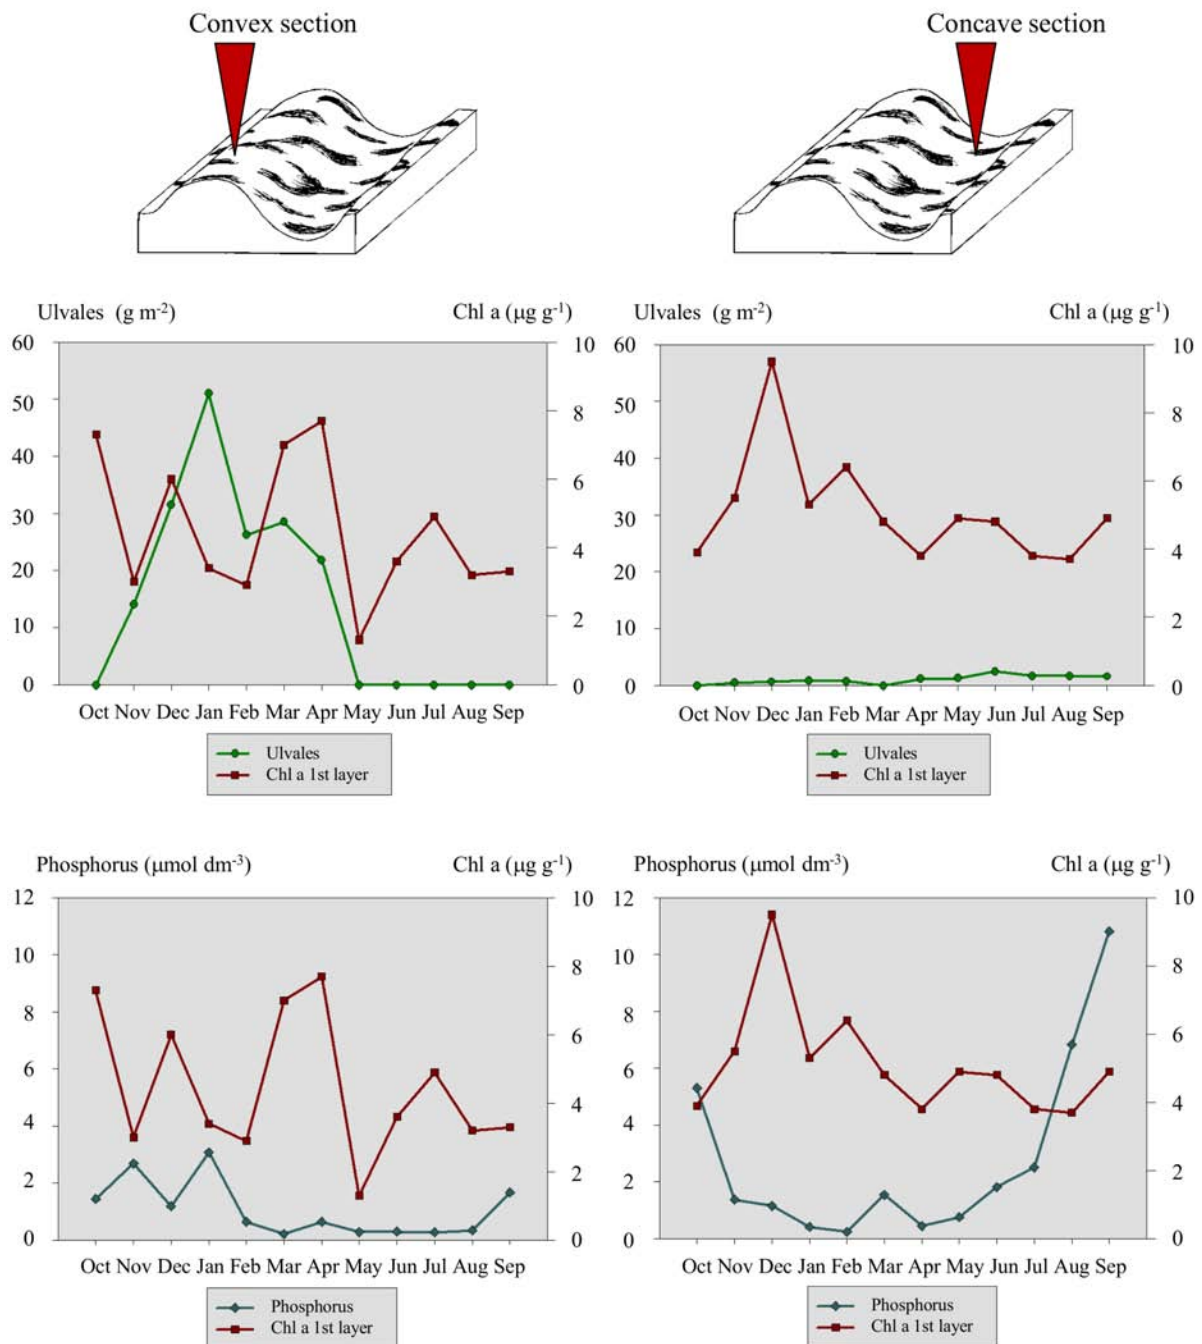 Convex section
Concave section
Ulvales (g m-2)
Chl a (µg g-1)
Ulvales (g m-2)
Chl a (µg g-1)
60
50
40
30
20
10
0
10
8
6
4
2
0
Oct Nov Dec Jan Feb Mar Apr May Jun Jul Aug Sep
Ulvales
Chl a 1st layer
60
50
40
30
20
10
0
10
8
6
4
2
0
Oct Nov Dec Jan Feb Mar Apr May Jun Jul Aug Sep
Ulvales
Chl a 1st layer
Phosphorus (µmol dm-3)
Chl a (µg g-1)
Phosphorus (µmol dm-3)
Chl a (µg g-1)
12
10
8
6
4
2
0
10
8
6
4
2
0
Oct Nov Dec Jan Feb Mar Apr May Jun Jul Aug Sep
Phosphorus
Chl a 1st layer
12
10
8
6
4
2
0
10
8
6
4
2
0
Oct Nov Dec Jan Feb Mar Apr May Jun Jul Aug Sep
Phosphorus
Chl a 1st layer